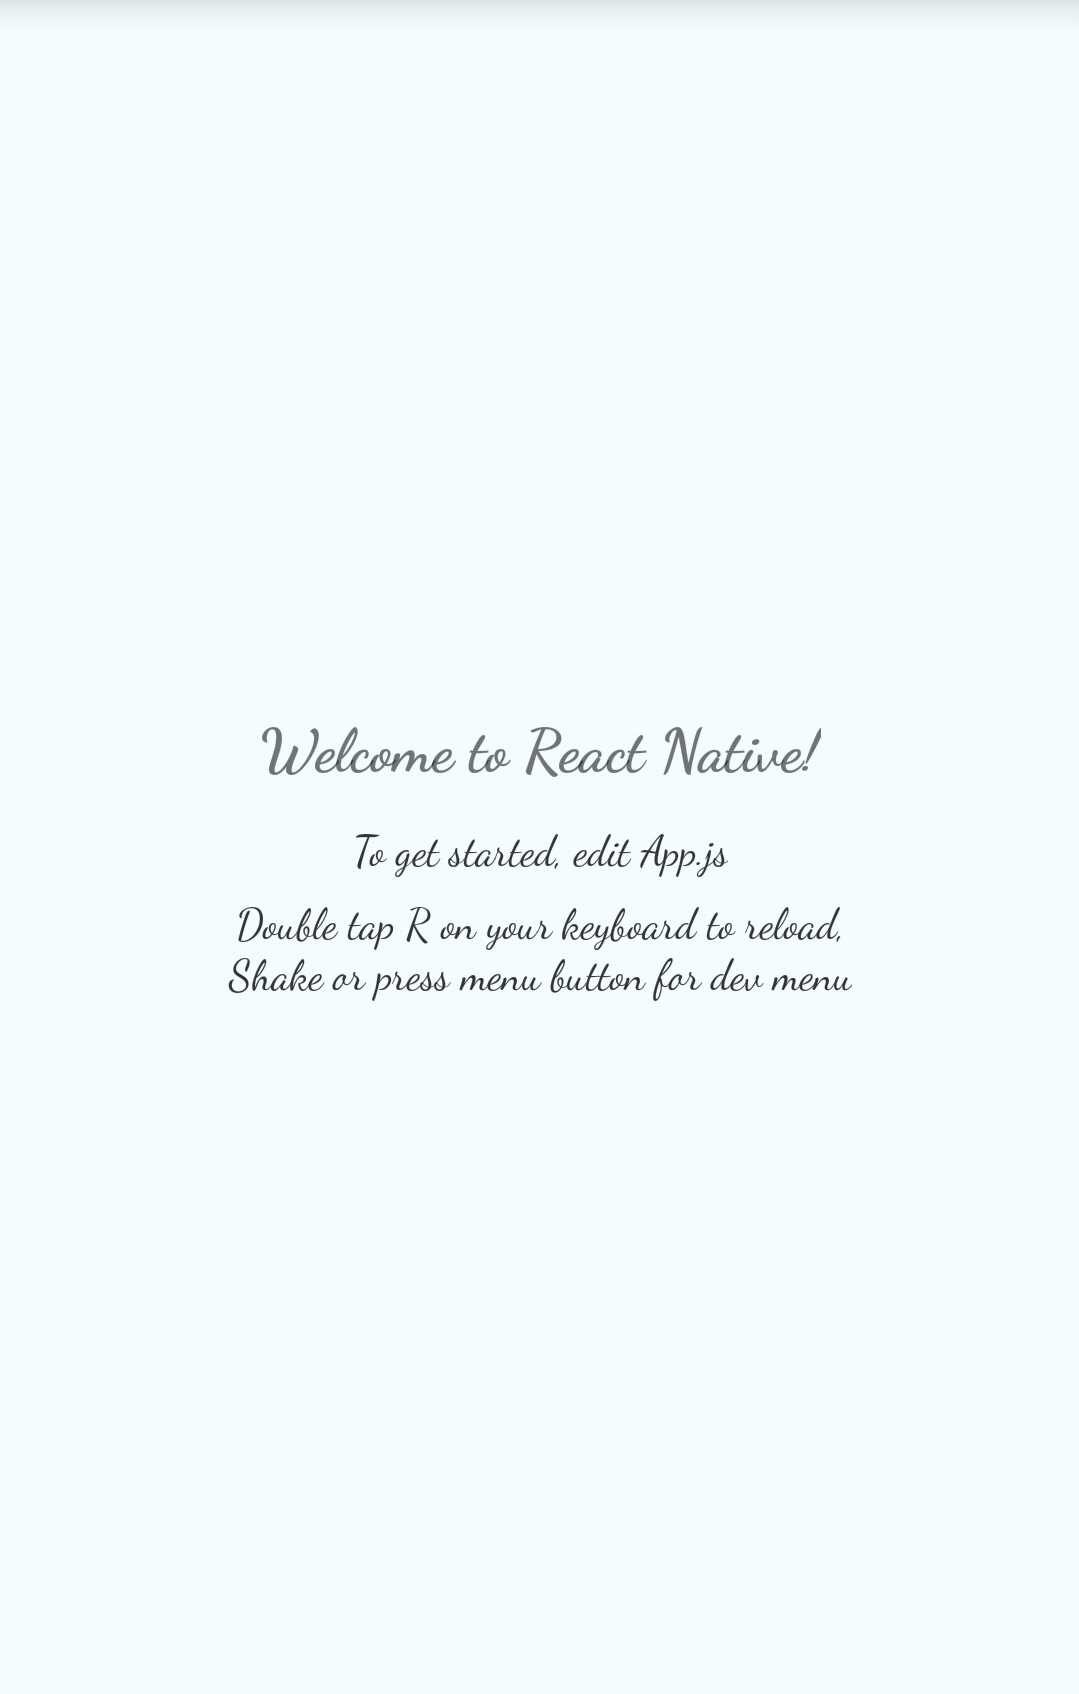 Welcome to React Native!
To get started, edit App.js
Double tap R on your keyboard to reload,
Shake or press menu button for dev menu